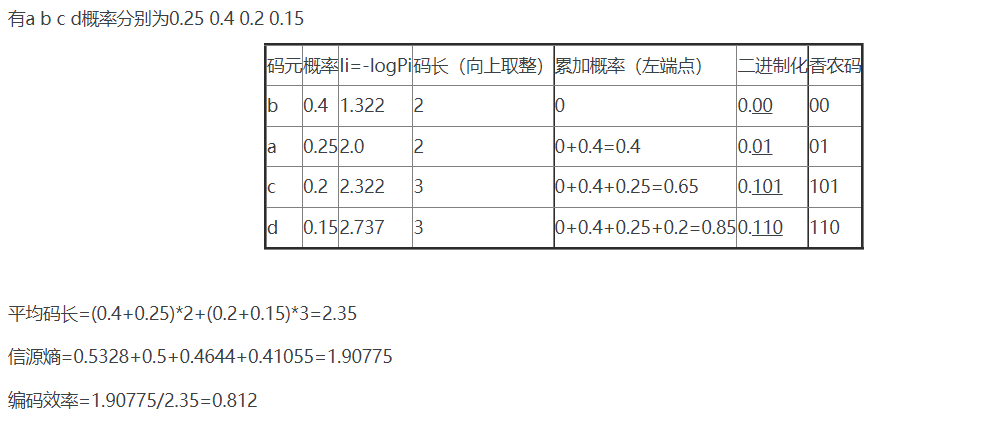 有a b c d概率分别为0.25 0.4 0.2 0.15
码元 概率 Ii=-logPi 码长（向上取整） 累加概率（左端点） 二进制化 香农码
b 0.4 1.322 2 0 0.00 00
a 0.25 2.0 2 0+0.4=0.4 0.01 01
c 0.2 2.322 3 0+0.4+0.25=0.65 0.101 101
d 0.15 2.737 3 0+0.4+0.25+0.2=0.85 0.110 110
平均码长=(0.4+0.25)*2+(0.2+0.15)*3=2.35
信源熵=0.5328+0.5+0.4644+0.41055=1.90775
编码效率=1.90775/2.35=0.812